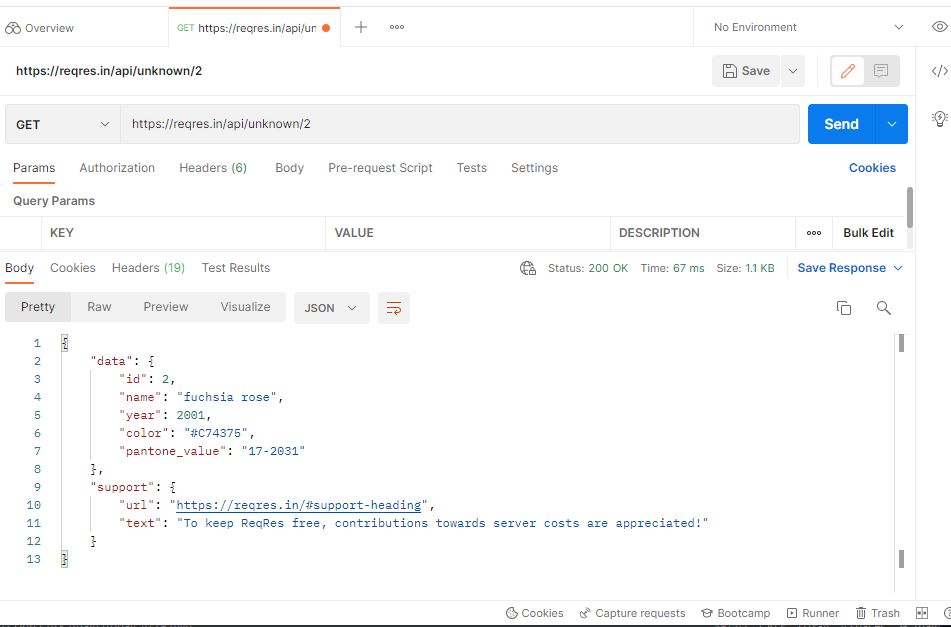 Overview
GET https://reqres.in/api/un
No Environment
https://reqres.in/api/unknown/2
Save
GET
https://reqres.in/api/unknown/2
Send
Params Authorization Headers (6) Body Pre-request Script Tests Settings Cookies
Query Params
KEY VALUE DESCRIPTION Bulk Edit
Body Cookies Headers (19) Test Results Status: 200 OK Time: 67 ms Size: 1.1 KB Save Response
Pretty Raw Preview Visualize JSON
1 {
2 "data": {
3 "id": 2,
4 "name": "fuchsia rose",
5 "year": 2001,
6 "color": "#C74375",
7 "pantone_value": "17-2031"
8 },
9 "support": {
10 "url": "https://reqres.in/#support-heading",
11 "text": "To keep ReqRes free, contributions towards server costs are appreciated!"
12 }
13 }
Cookies Capture requests Bootcamp Runner Trash